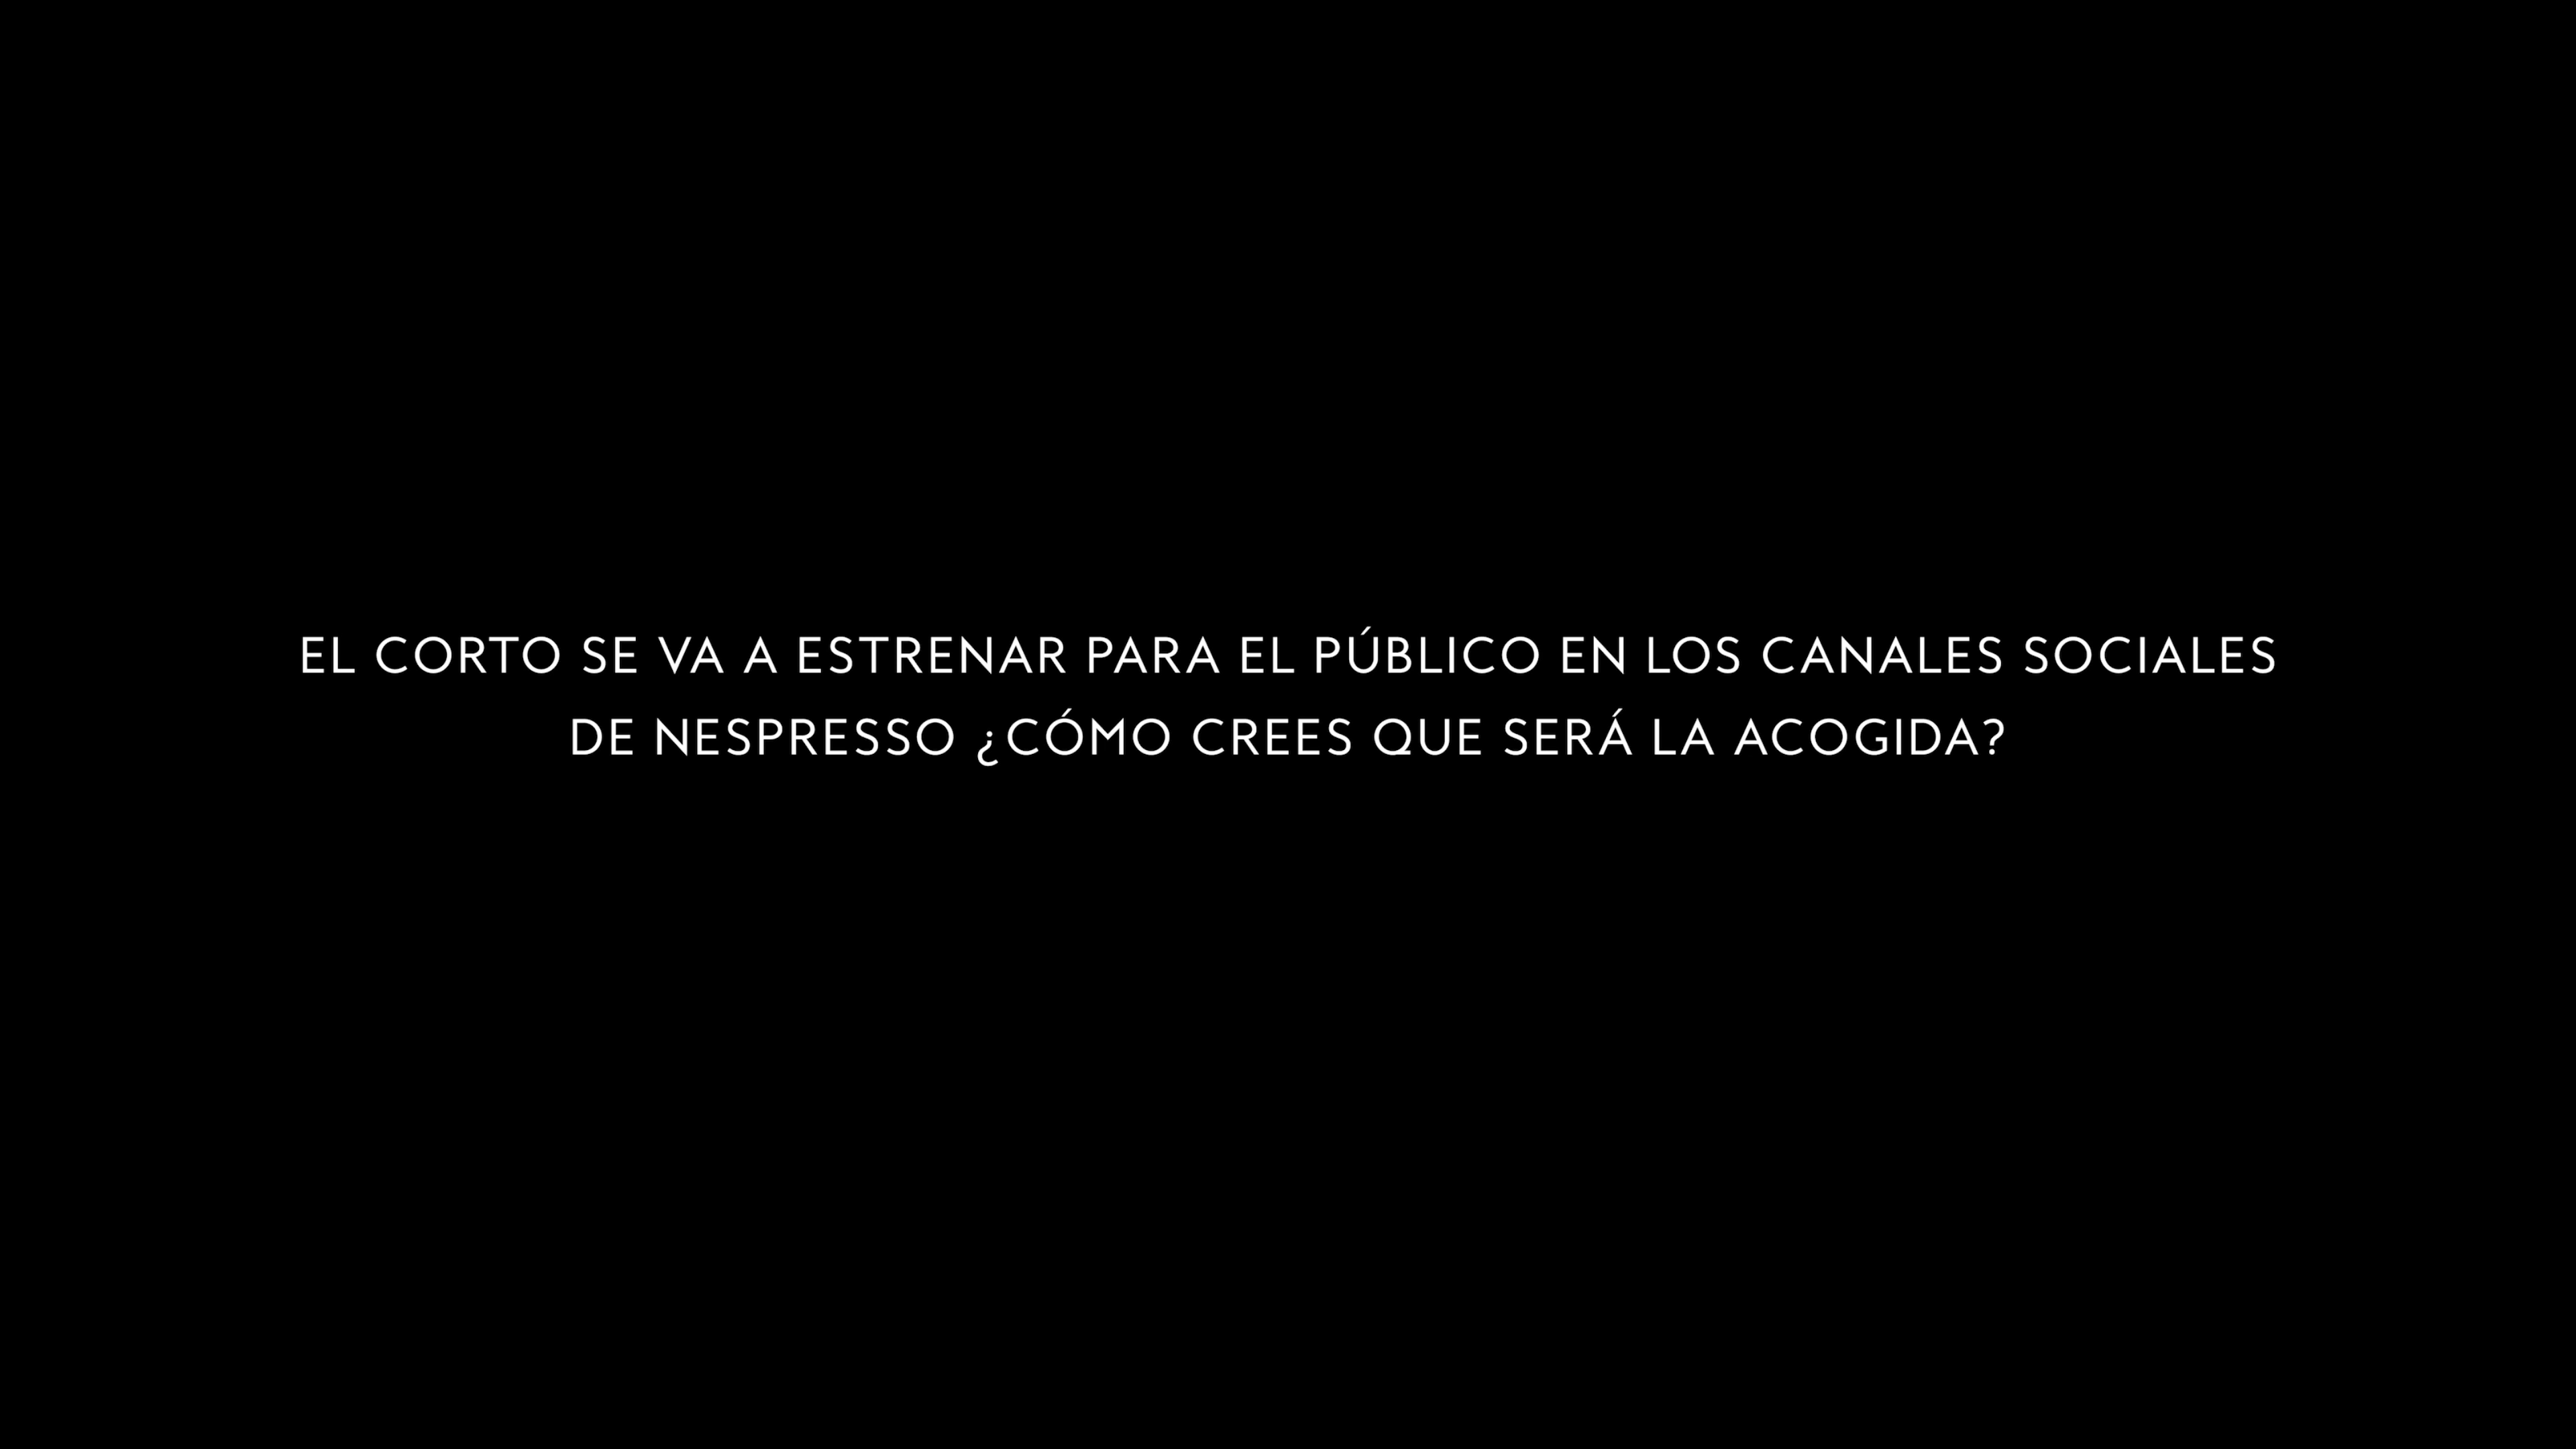 EL CORTO SE VA A ESTRENAR PARA EL PÚBLICO EN LOS CANALES SOCIALES
DE NESPRESSO ¿CÓMO CREES QUE SERÁ LA ACOGIDA?